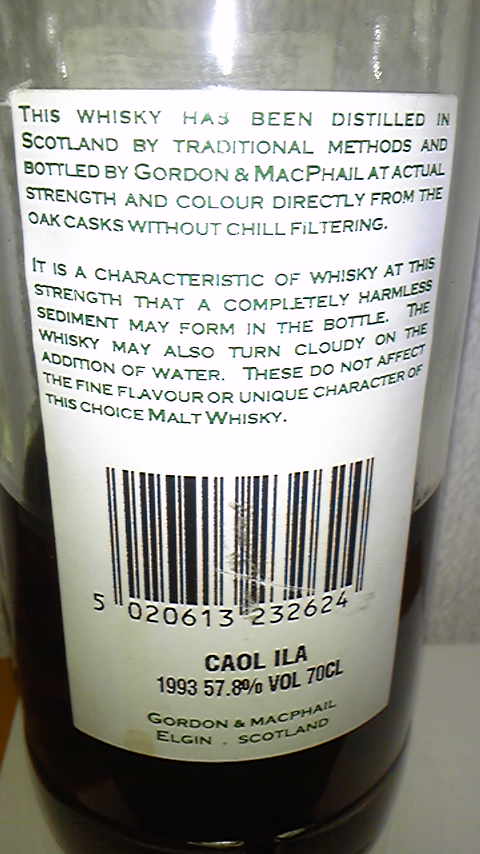 THIS WHISKY HAS BEEN DISTILLED IN
SCOTLAND BY TRADITIONAL METHODS AND
BOTTLED BY GORDON & MACPHAIL AT ACTUAL
STRENGTH AND COLOUR DIRECTLY FROM THE
OAK CASKS WITHOUT CHILL FILTERING.
IT IS A CHARACTERISTIC OF WHISKY AT THIS
STRENGTH THAT A COMPLETELY HARMLESS
SEDIMENT MAY FORM IN THE BOTTLE. THE
WHISKY MAY ALSO TURN CLOUDY ON THE
ADDITION OF WATER. THESE DO NOT AFFECT
THE FINE FLAVOUR OR UNIQUE CHARACTER OF
THIS CHOICE MALT WHISKY.
5 020613 232624
CAOL ILA
1993 57.8% VOL 70CL
GORDON & MACPHAIL
ELGIN . SCOTLAND